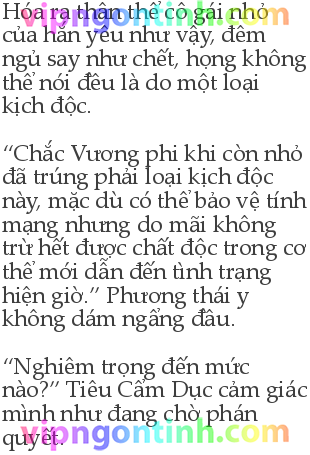 Hóa ra thân thể cô gái nhỏ
của hắn yếu như vậy, đêm
ngủ say như chết, họng không
thể nói đều là do một loại
kịch độc.
“Chắc Vương phi khi còn nhỏ
đã trúng phải loại kịch độc
này, mặc dù có thể bảo vệ tính
mạng nhưng do mãi không
trừ hết được chất độc trong cơ
thể mới dẫn đến tình trạng
hiện giờ.” Phương thái y
không dám ngẩng đầu.
“Nghiêm trọng đến mức
nào?” Tiêu Cẩm Dục cảm giác
mình như đang chờ phán
quyết.
vipngontinh.com
vipngontinh.com